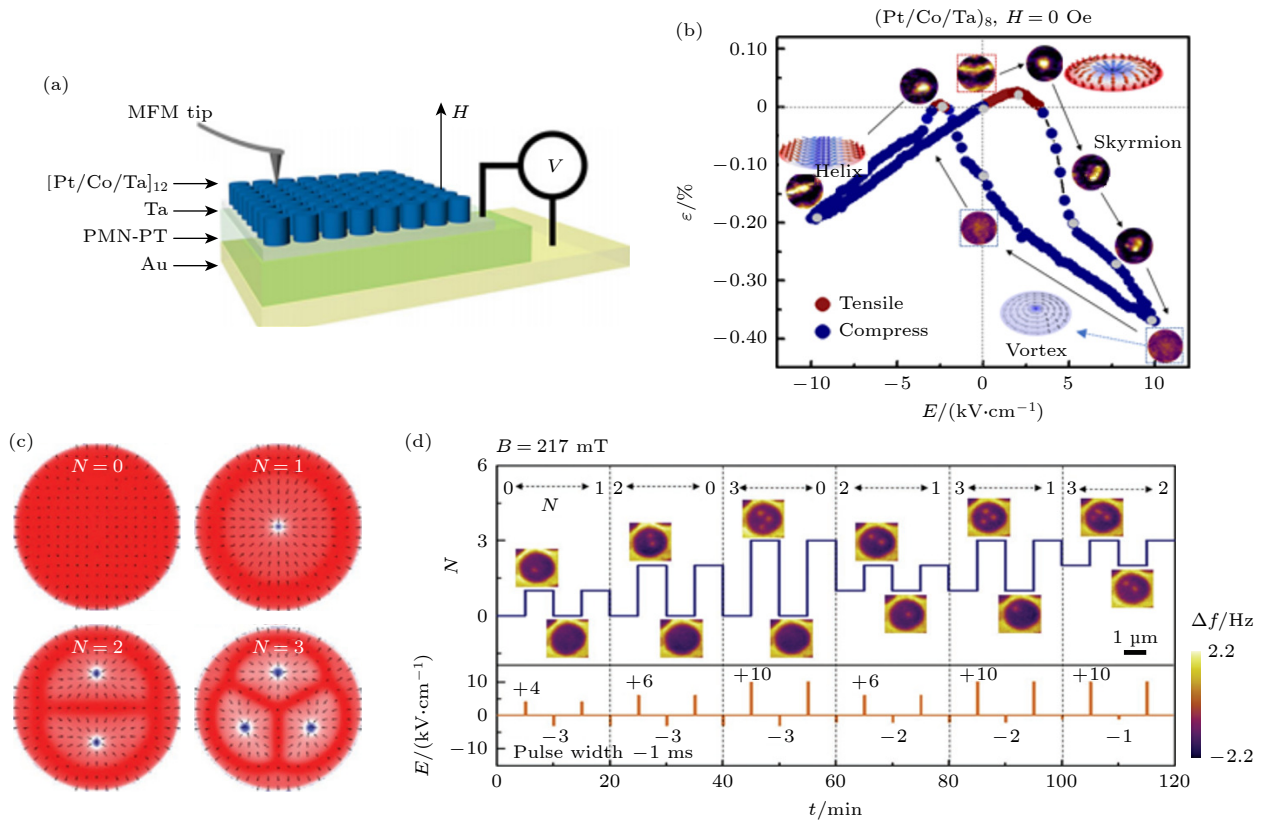 (a)
MFM tip
H
V
[Pt/Co/Ta]12
Ta
PMN-PT
Au
(b)
(Pt/Co/Ta)8, H = 0 Oe
0.10
0
−0.10
−0.20
−0.30
−0.40
ε/%
Helix
Skyrmion
Tensile
Compress
Vortex
−10
−5
0
5
10
E/(kV·cm−1)
(c)
N = 0
N = 1
N = 2
N = 3
(d)
B = 217 mT
6
3
0
N
0 1 2 0 3 0 2 1 3 1 3 2
N
1 µm
10
0
−10
E/(kV·cm−1)
+4 +6 +10 +6 +10 +10
−3 −3 −3 −2 −2 −1
Pulse width −1 ms
0 20 40 60 80 100 120
t/min
Δf/Hz
2.2
−2.2